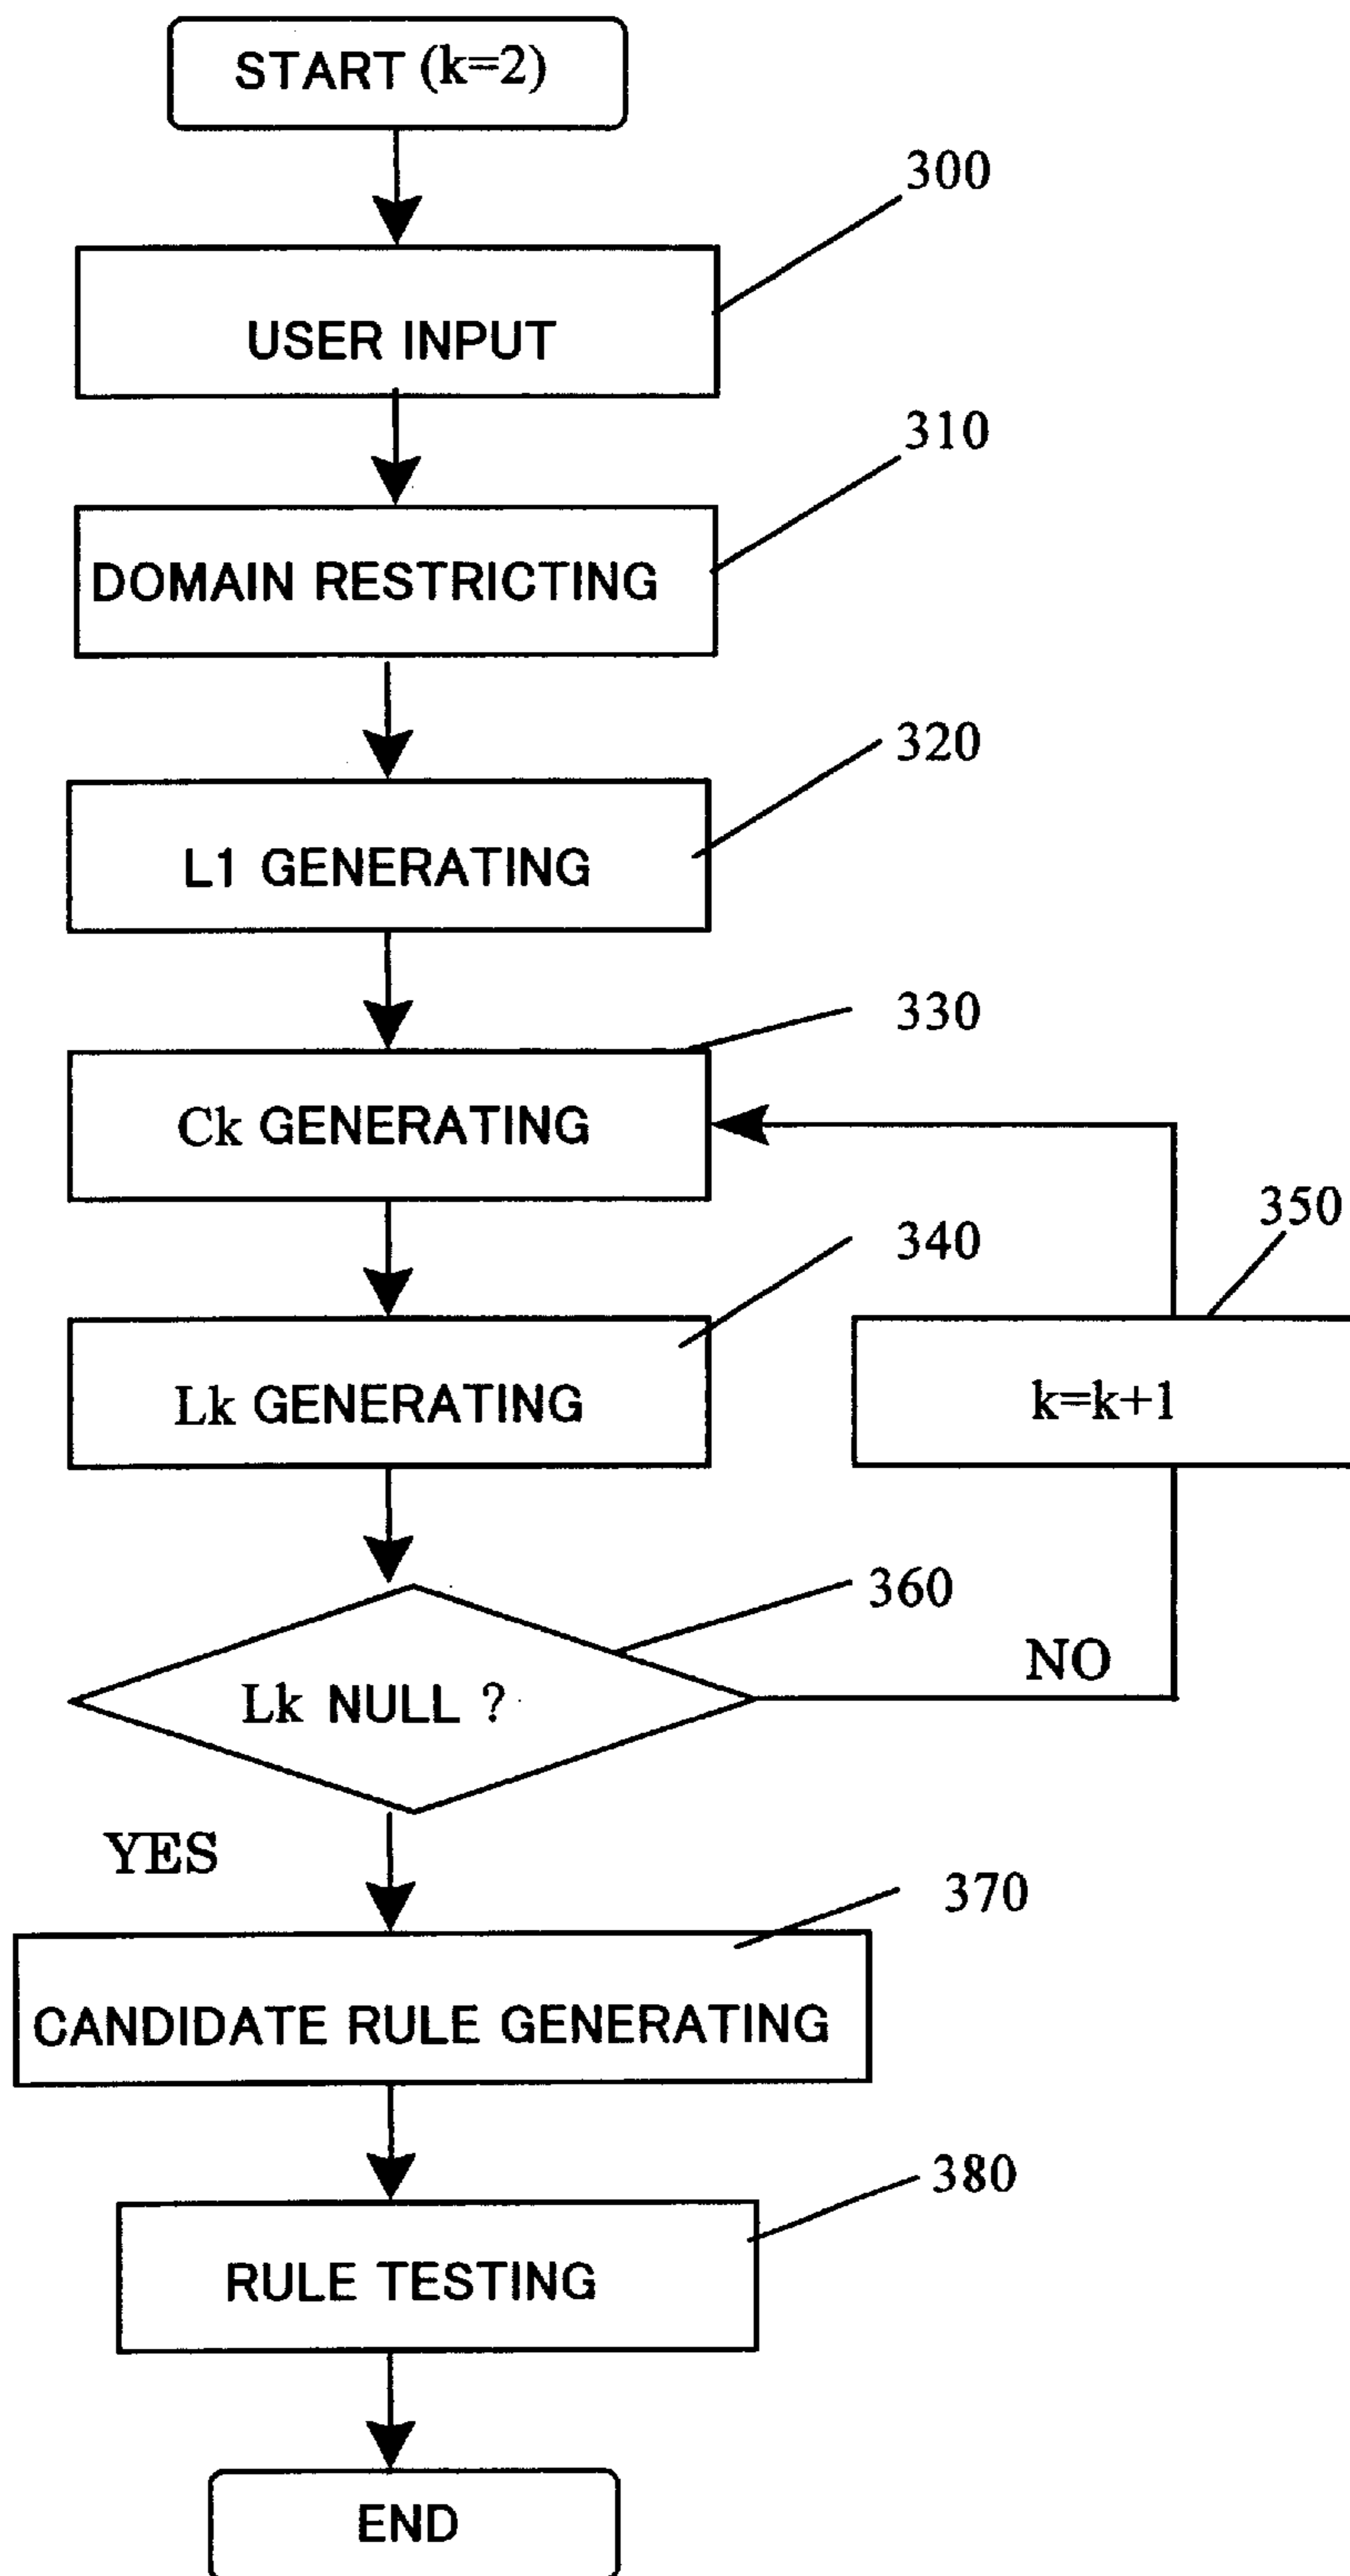 START (k=2)
300
USER INPUT
310
DOMAIN RESTRICTING
320
L1 GENERATING
330
Ck GENERATING
350
340
Lk GENERATING
k=k+1
360
NO
Lk NULL ?
YES
370
CANDIDATE RULE GENERATING
380
RULE TESTING
END